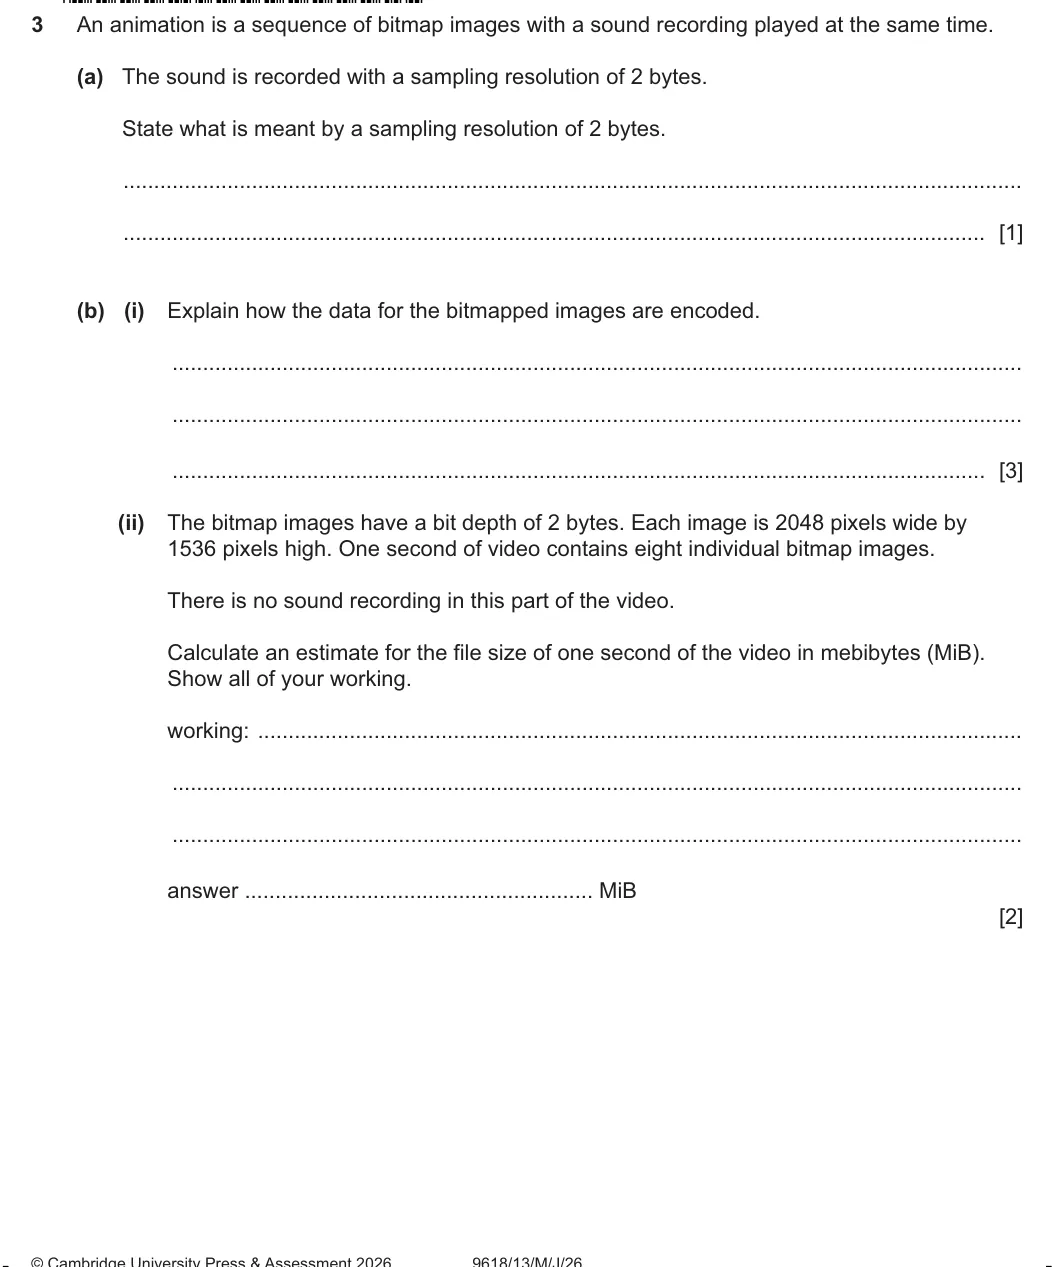 3 An animation is a sequence of bitmap images with a sound recording played at the same time.
(a) The sound is recorded with a sampling resolution of 2 bytes.
State what is meant by a sampling resolution of 2 bytes.
..........................................................................................
.......................................................................................... [1]
(b) (i) Explain how the data for the bitmapped images are encoded.
..........................................................................................
..........................................................................................
.......................................................................................... [3]
(ii) The bitmap images have a bit depth of 2 bytes. Each image is 2048 pixels wide by
1536 pixels high. One second of video contains eight individual bitmap images.
There is no sound recording in this part of the video.
Calculate an estimate for the file size of one second of the video in mebibytes (MiB).
Show all of your working.
working: ..........................................................................................
..........................................................................................
..........................................................................................
answer ......................................................... MiB
[2]
© Cambridge University Press & Assessment 2026 9618/13/M/J/26